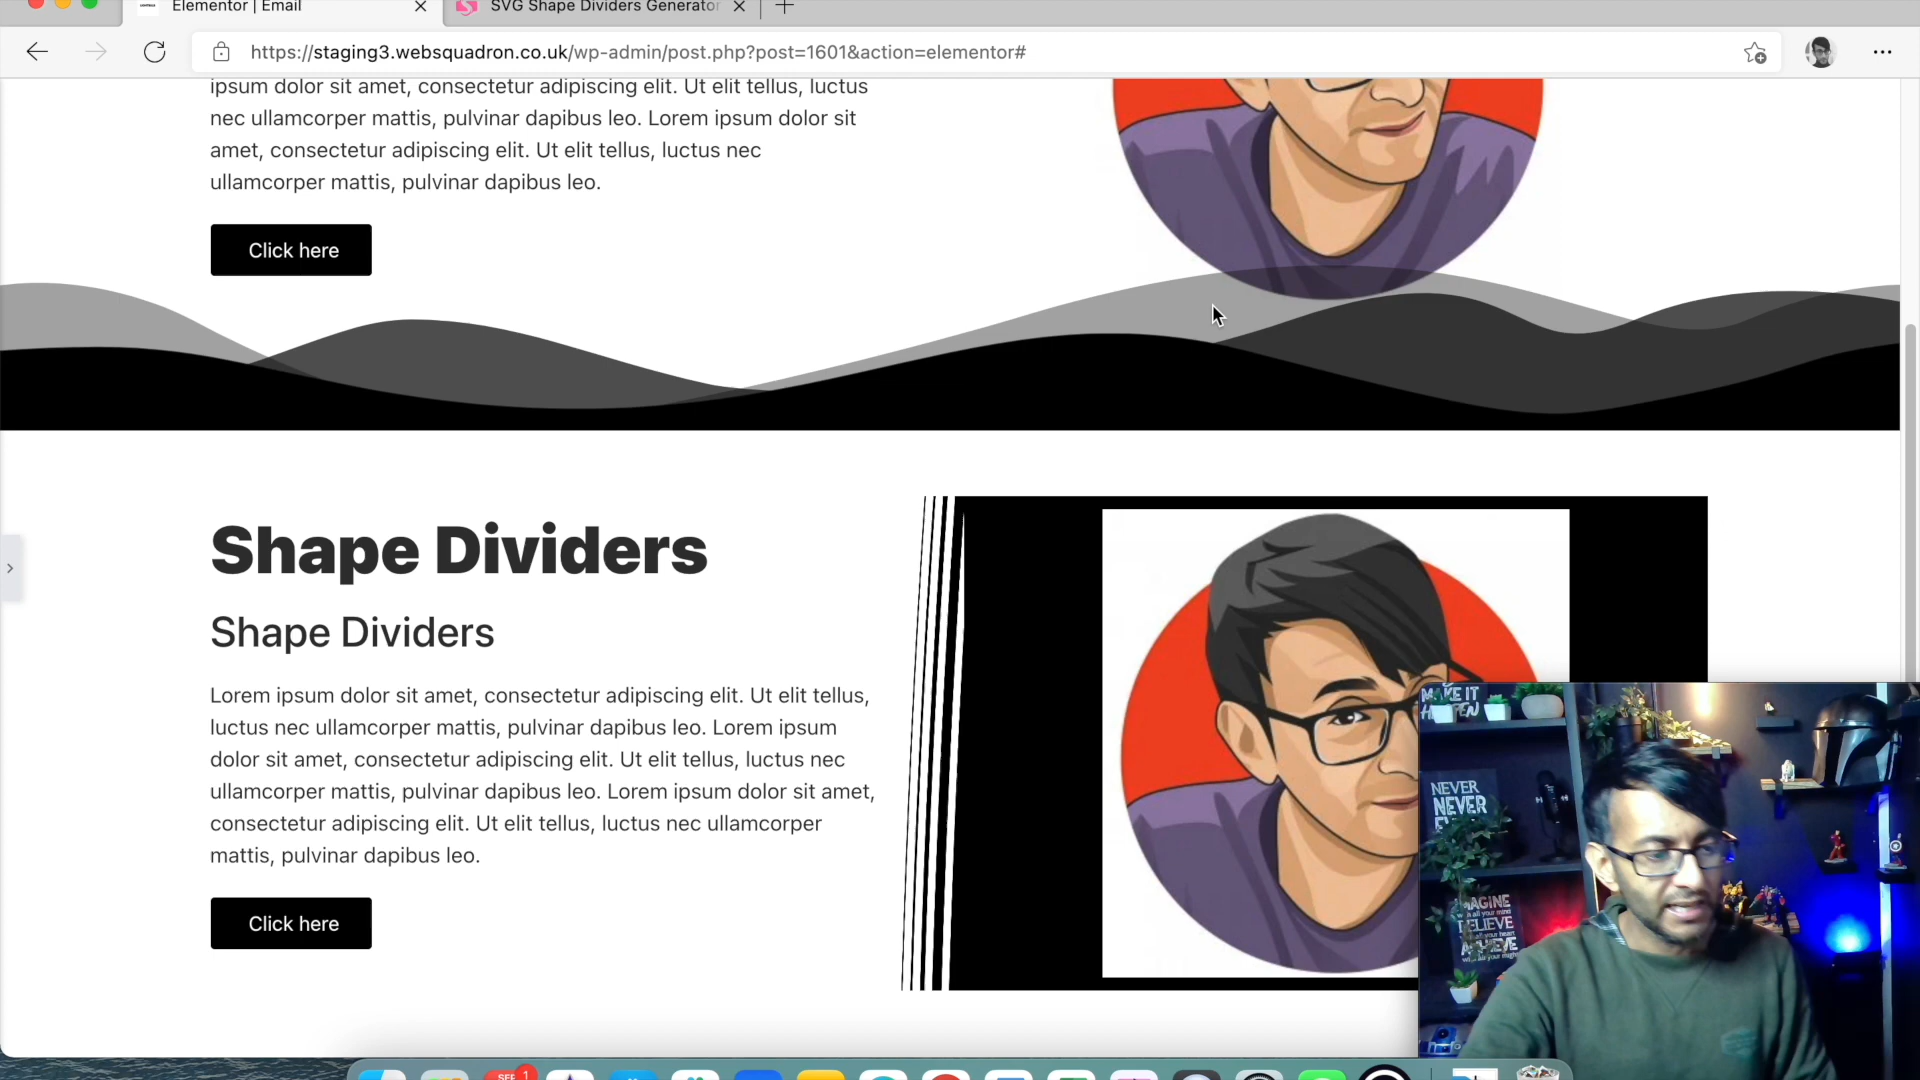 Elementor | Email
SVG Shape Dividers Generator
https://staging3.websquadron.co.uk/wp-admin/post.php?post=1601&action=elementor#
ipsum dolor sit amet, consectetur adipiscing elit. Ut elit tellus, luctus
nec ullamcorper mattis, pulvinar dapibus leo. Lorem ipsum dolor sit
amet, consectetur adipiscing elit. Ut elit tellus, luctus nec
ullamcorper mattis, pulvinar dapibus leo.
Click here
Shape Dividers
Shape Dividers
Lorem ipsum dolor sit amet, consectetur adipiscing elit. Ut elit tellus,
luctus nec ullamcorper mattis, pulvinar dapibus leo. Lorem ipsum
dolor sit amet, consectetur adipiscing elit. Ut elit tellus, luctus nec
ullamcorper mattis, pulvinar dapibus leo. Lorem ipsum dolor sit amet,
consectetur adipiscing elit. Ut elit tellus, luctus nec ullamcorper
mattis, pulvinar dapibus leo.
Click here
MAKE IT
NEVER
NEVER
BELIEVE
ACHIEVE
SEP
1